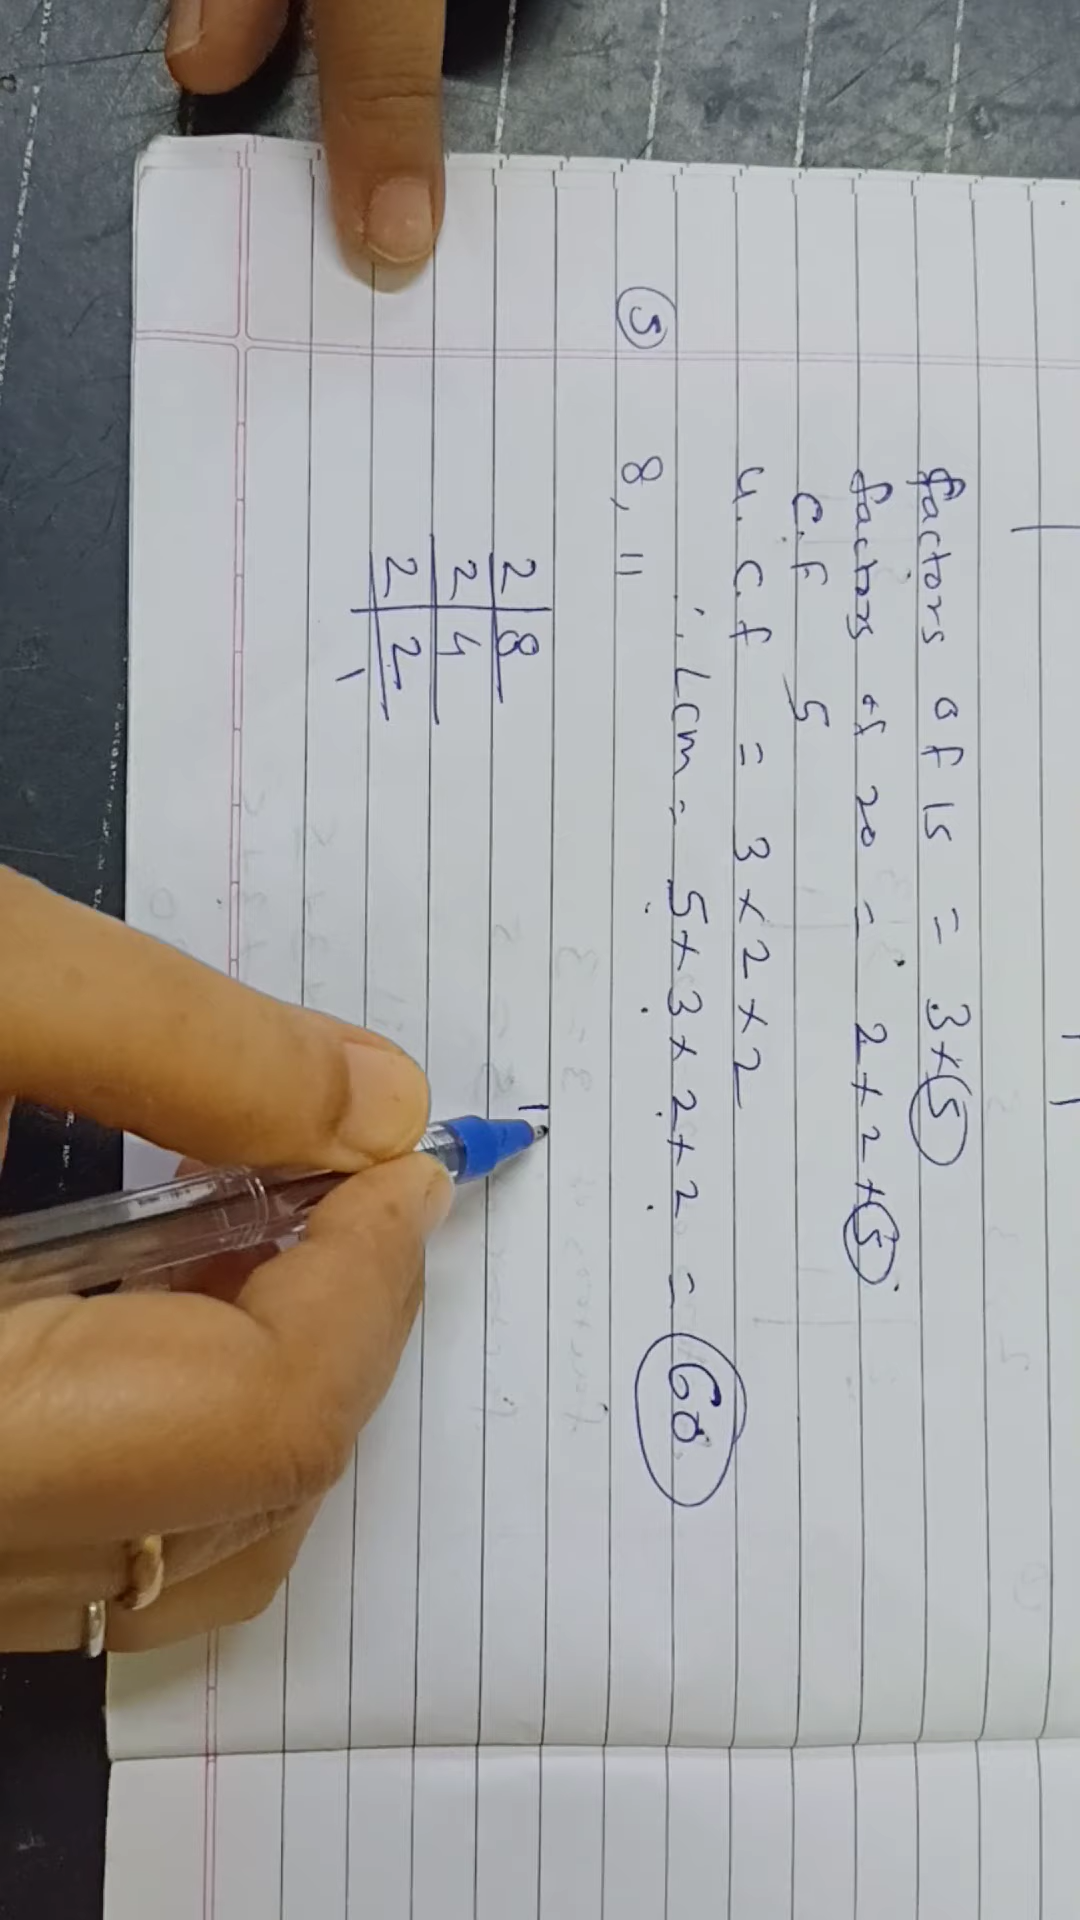 factors of 15 = 3×5
factors of 20 = 2×2×5
C.F 5
U.C.F = 3×2×2
∴ Lcm = 5×3×2×2 = 60
5 8, 11
2 8
2 4
2 2
1